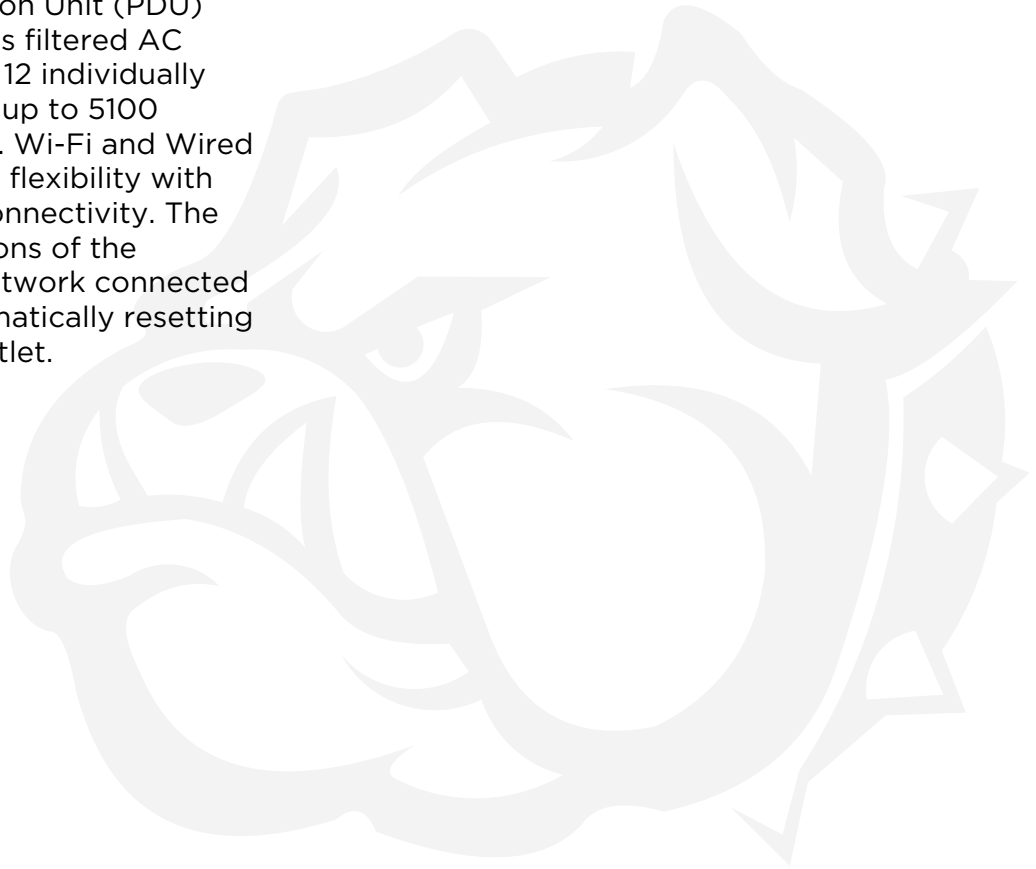 on Unit (PDU)
s filtered AC
12 individually
up to 5100
. Wi-Fi and Wired
flexibility with
onnectivity. The
ons of the
twork connected
matically resetting
tlet.